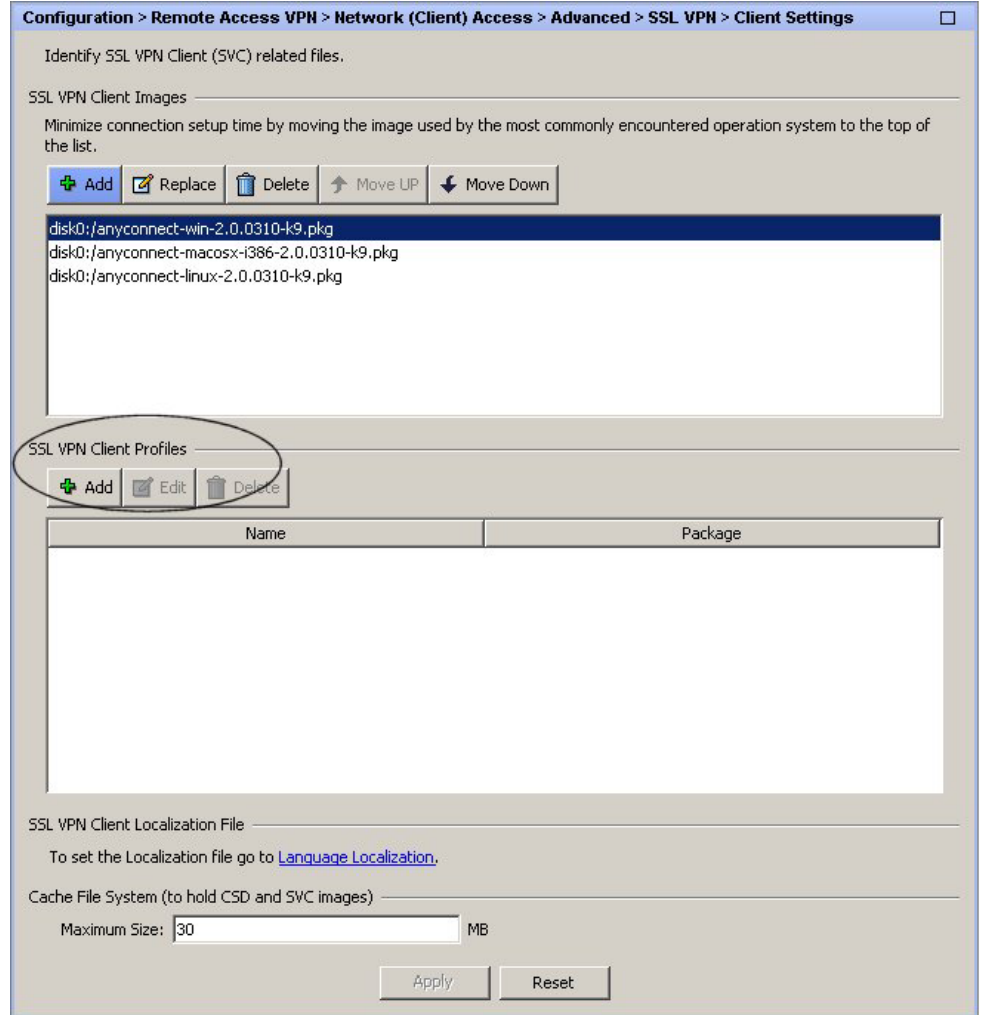 Configuration > Remote Access VPN > Network (Client) Access > Advanced > SSL VPN > Client Settings
Identify SSL VPN Client (SVC) related files.
SSL VPN Client Images
Minimize connection setup time by moving the image used by the most commonly encountered operation system to the top of
the list.
Add Replace Delete Move UP Move Down
disk0:/anyconnect-win-2.0.0310-k9.pkg
disk0:/anyconnect-macosx-i386-2.0.0310-k9.pkg
disk0:/anyconnect-linux-2.0.0310-k9.pkg
SSL VPN Client Profiles
Add Edit Delete
Name Package
SSL VPN Client Localization File
To set the Localization file go to Language Localization.
Cache File System (to hold CSD and SVC images)
Maximum Size: 30 MB
Apply Reset